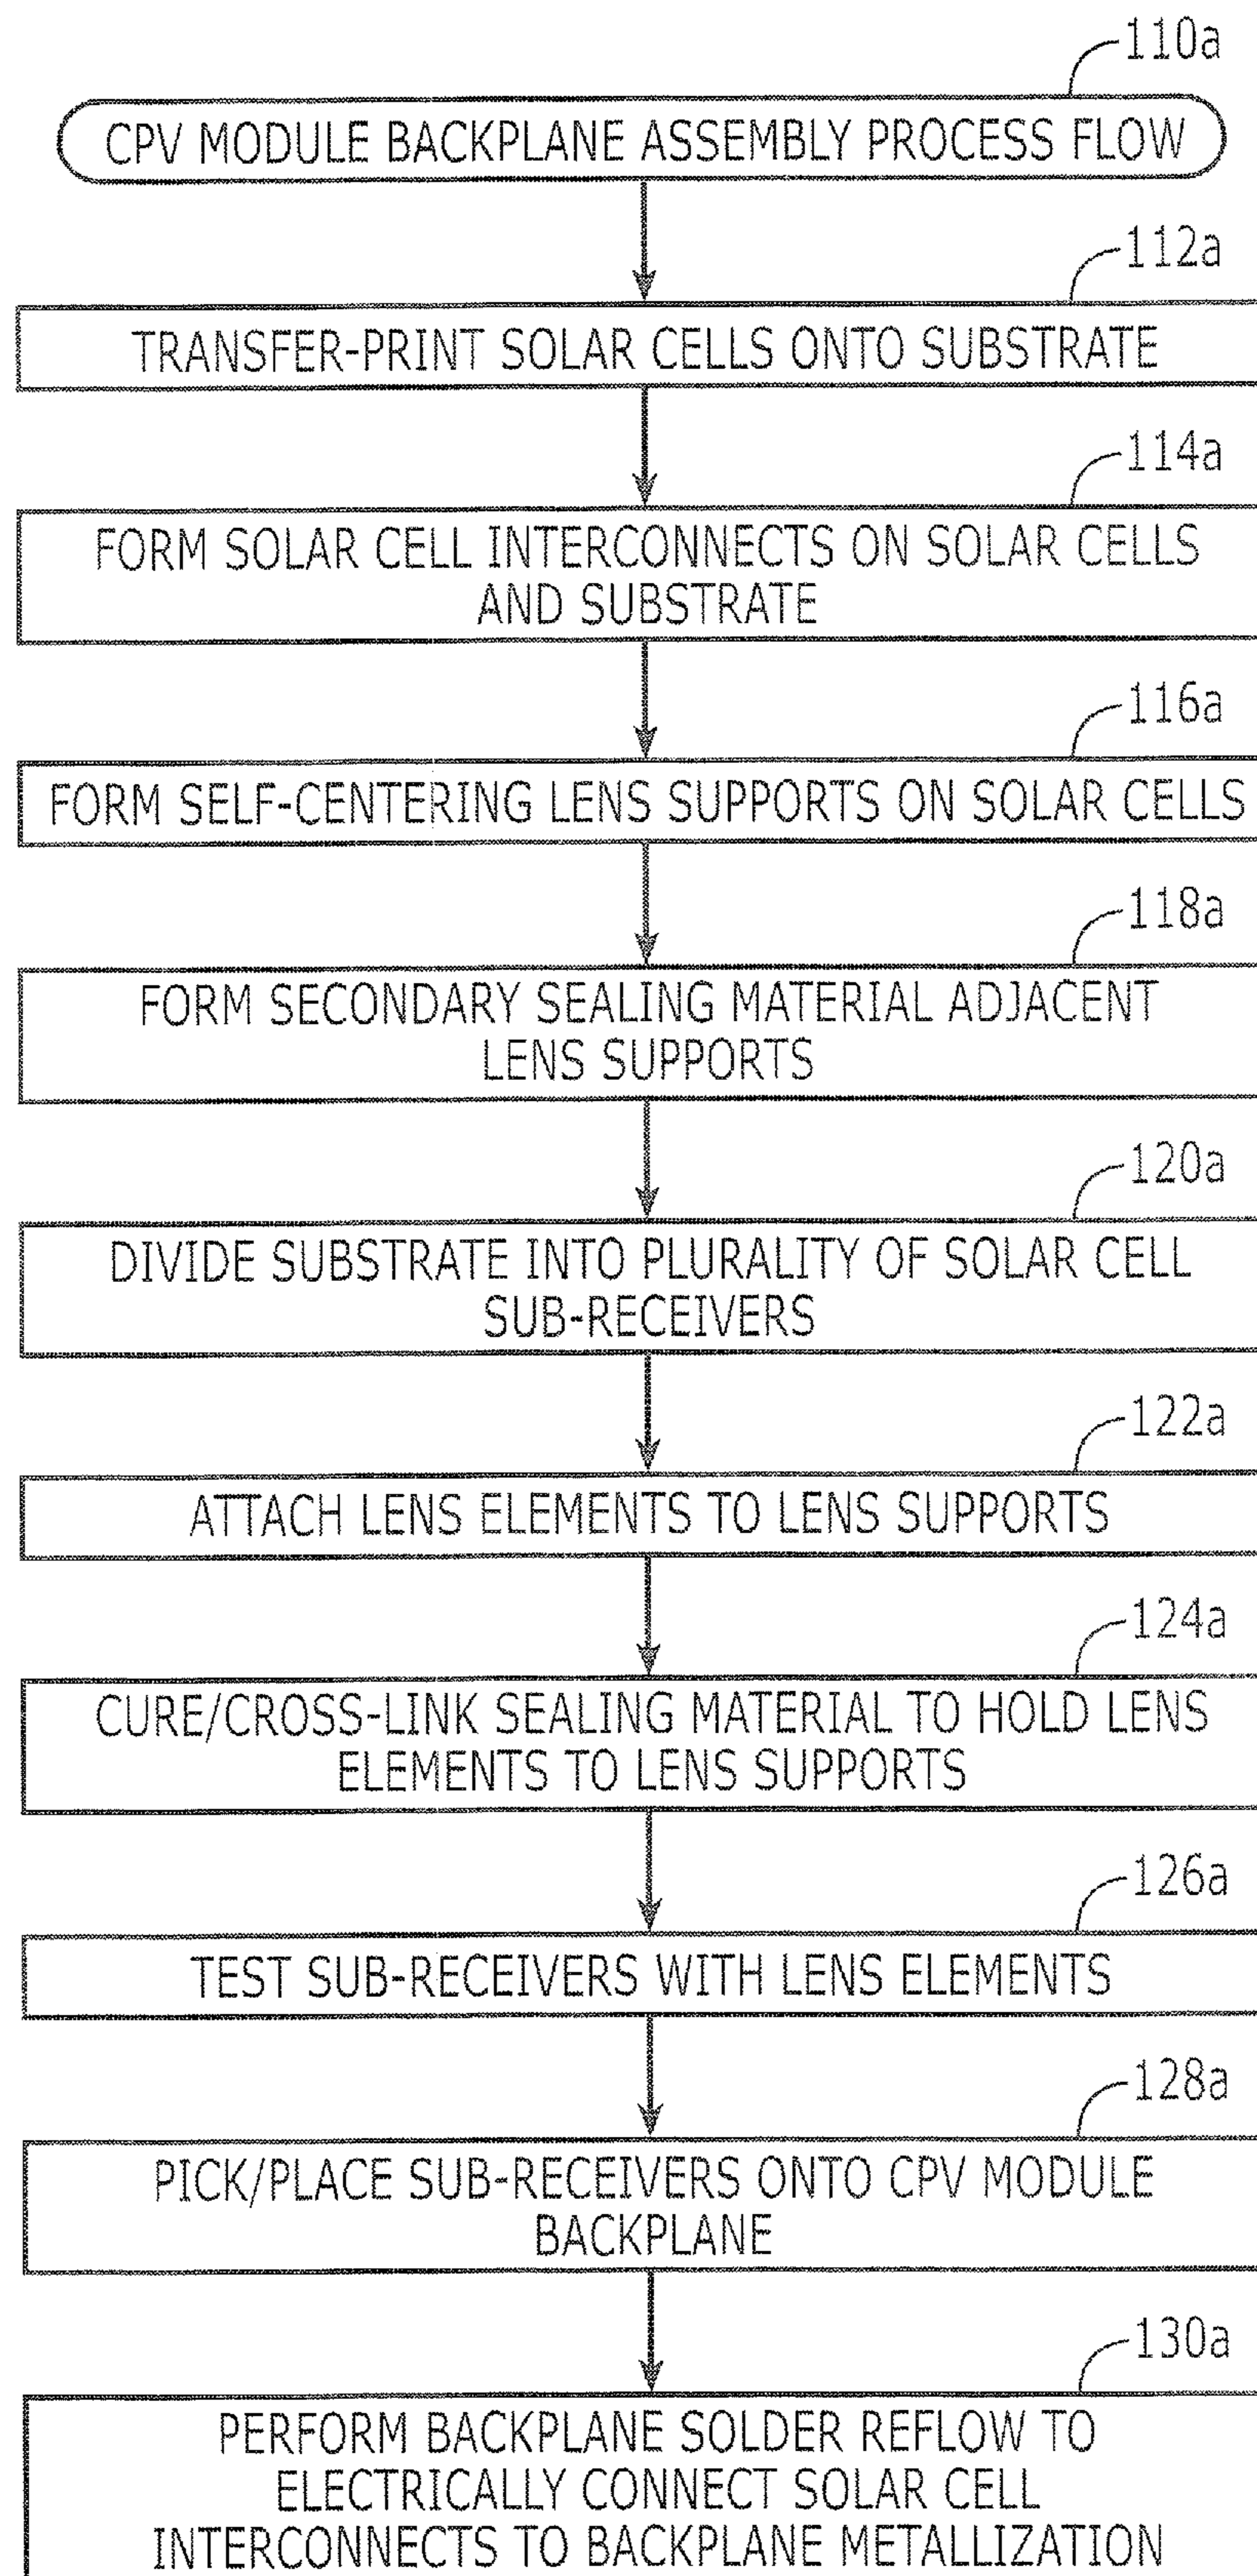 110a
CPV MODULE BACKPLANE ASSEMBLY PROCESS FLOW
112a
TRANSFER-PRINT SOLAR CELLS ONTO SUBSTRATE
114a
FORM SOLAR CELL INTERCONNECTS ON SOLAR CELLS
AND SUBSTRATE
116a
FORM SELF-CENTERING LENS SUPPORTS ON SOLAR CELLS
118a
FORM SECONDARY SEALING MATERIAL ADJACENT
LENS SUPPORTS
120a
DIVIDE SUBSTRATE INTO PLURALITY OF SOLAR CELL
SUB-RECEIVERS
122a
ATTACH LENS ELEMENTS TO LENS SUPPORTS
124a
CURE/CROSS-LINK SEALING MATERIAL TO HOLD LENS
ELEMENTS TO LENS SUPPORTS
126a
TEST SUB-RECEIVERS WITH LENS ELEMENTS
128a
PICK/PLACE SUB-RECEIVERS ONTO CPV MODULE
BACKPLANE
130a
PERFORM BACKPLANE SOLDER REFLOW TO
ELECTRICALLY CONNECT SOLAR CELL
INTERCONNECTS TO BACKPLANE METALLIZATION